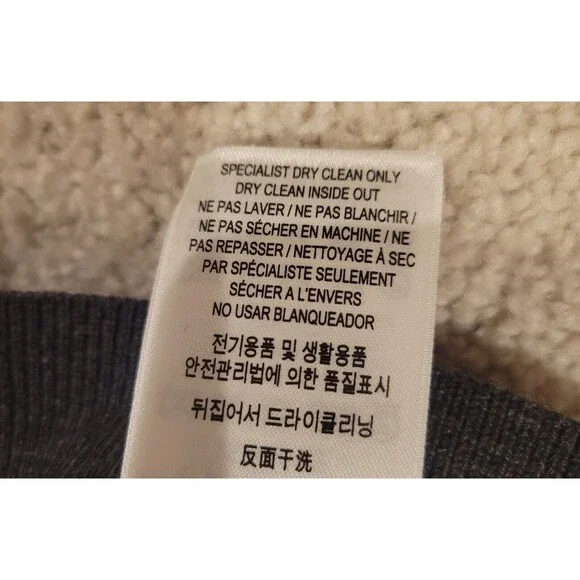 SPECIALIST DRY CLEAN ONLY
DRY CLEAN INSIDE OUT
NE PAS LAVER / NE PAS BLANCHIR /
NE PAS SÉCHER EN MACHINE / NE
PAS REPASSER / NETTOYAGE À SEC
PAR SPÉCIALISTE SEULEMENT
SÉCHER A L'ENVERS
NO USAR BLANQUEADOR
전기용품 및 생활용품
안전관리법에 의한 품질표시
뒤집어서 드라이클리닝
反面干洗